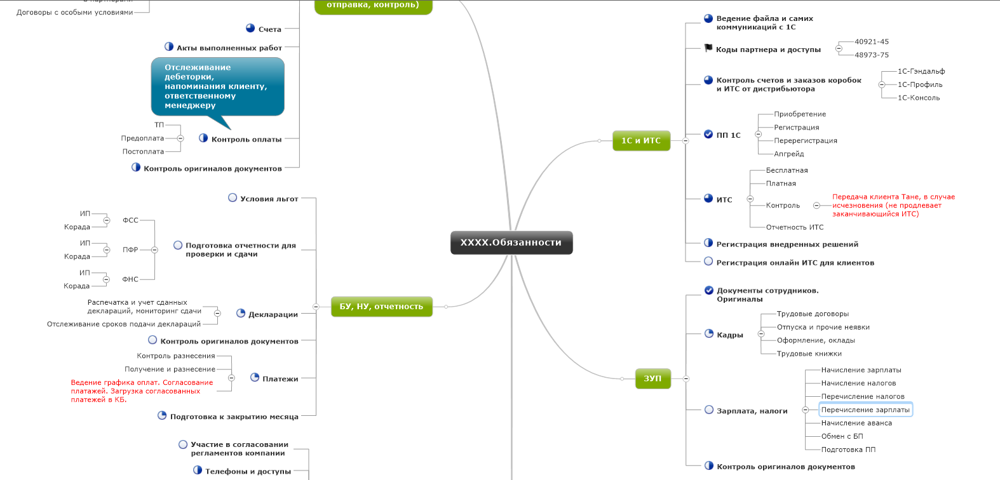 Договоры с особыми условиями
отправка, контроль)
Счета
Акты выполненных работ
Отслеживание
дебеторки,
напоминания клиенту,
ответственному
менеджеру
ТП
Предоплата
Постоплата
Контроль оплаты
Контроль оригиналов документов
Условия льгот
ИП
Корада
ФСС
ИП
Корада
ПФР
ИП
Корада
ФНС
Подготовка отчетности для
проверки и сдачи
Распечатка и учет сданных
деклараций, мониторинг сдачи
Отслеживание сроков подачи деклараций
Декларации
БУ, НУ, отчетность
Контроль оригиналов документов
Контроль разнесения
Получение и разнесение
Ведение графика оплат. Согласование
платажей. Загрузка согласованных
платежей в КБ.
Платежи
Подготовка к закрытию месяца
Участие в согласовании
регламентов компании
Телефоны и доступы
XXXX.Обязанности
1С и ИТС
Ведение файла и самих
коммуникаций с 1С
Коды партнера и доступы
40921-45
48973-75
Контроль счетов и заказов коробок
и ИТС от дистрибьютора
1С-Гэндальф
1С-Профиль
1С-Консоль
ПП 1С
Приобретение
Регистрация
Перерегистрация
Апгрейд
ИТС
Бесплатная
Платная
Контроль
Передача клиента Тане, в случае
исчезновения (не продлевает
заканчивающийся ИТС)
Отчетность ИТС
Регистрация внедренных решений
Регистрация онлайн ИТС для клиентов
ЗУП
Документы сотрудников.
Оригиналы
Кадры
Трудовые договоры
Отпуска и прочие неявки
Оформление, оклады
Трудовые книжки
Зарплата, налоги
Начисление зарплаты
Начисление налогов
Перечисление налогов
Перечисление зарплаты
Начисление аванса
Обмен с БП
Подготовка ПП
Контроль оригиналов документов